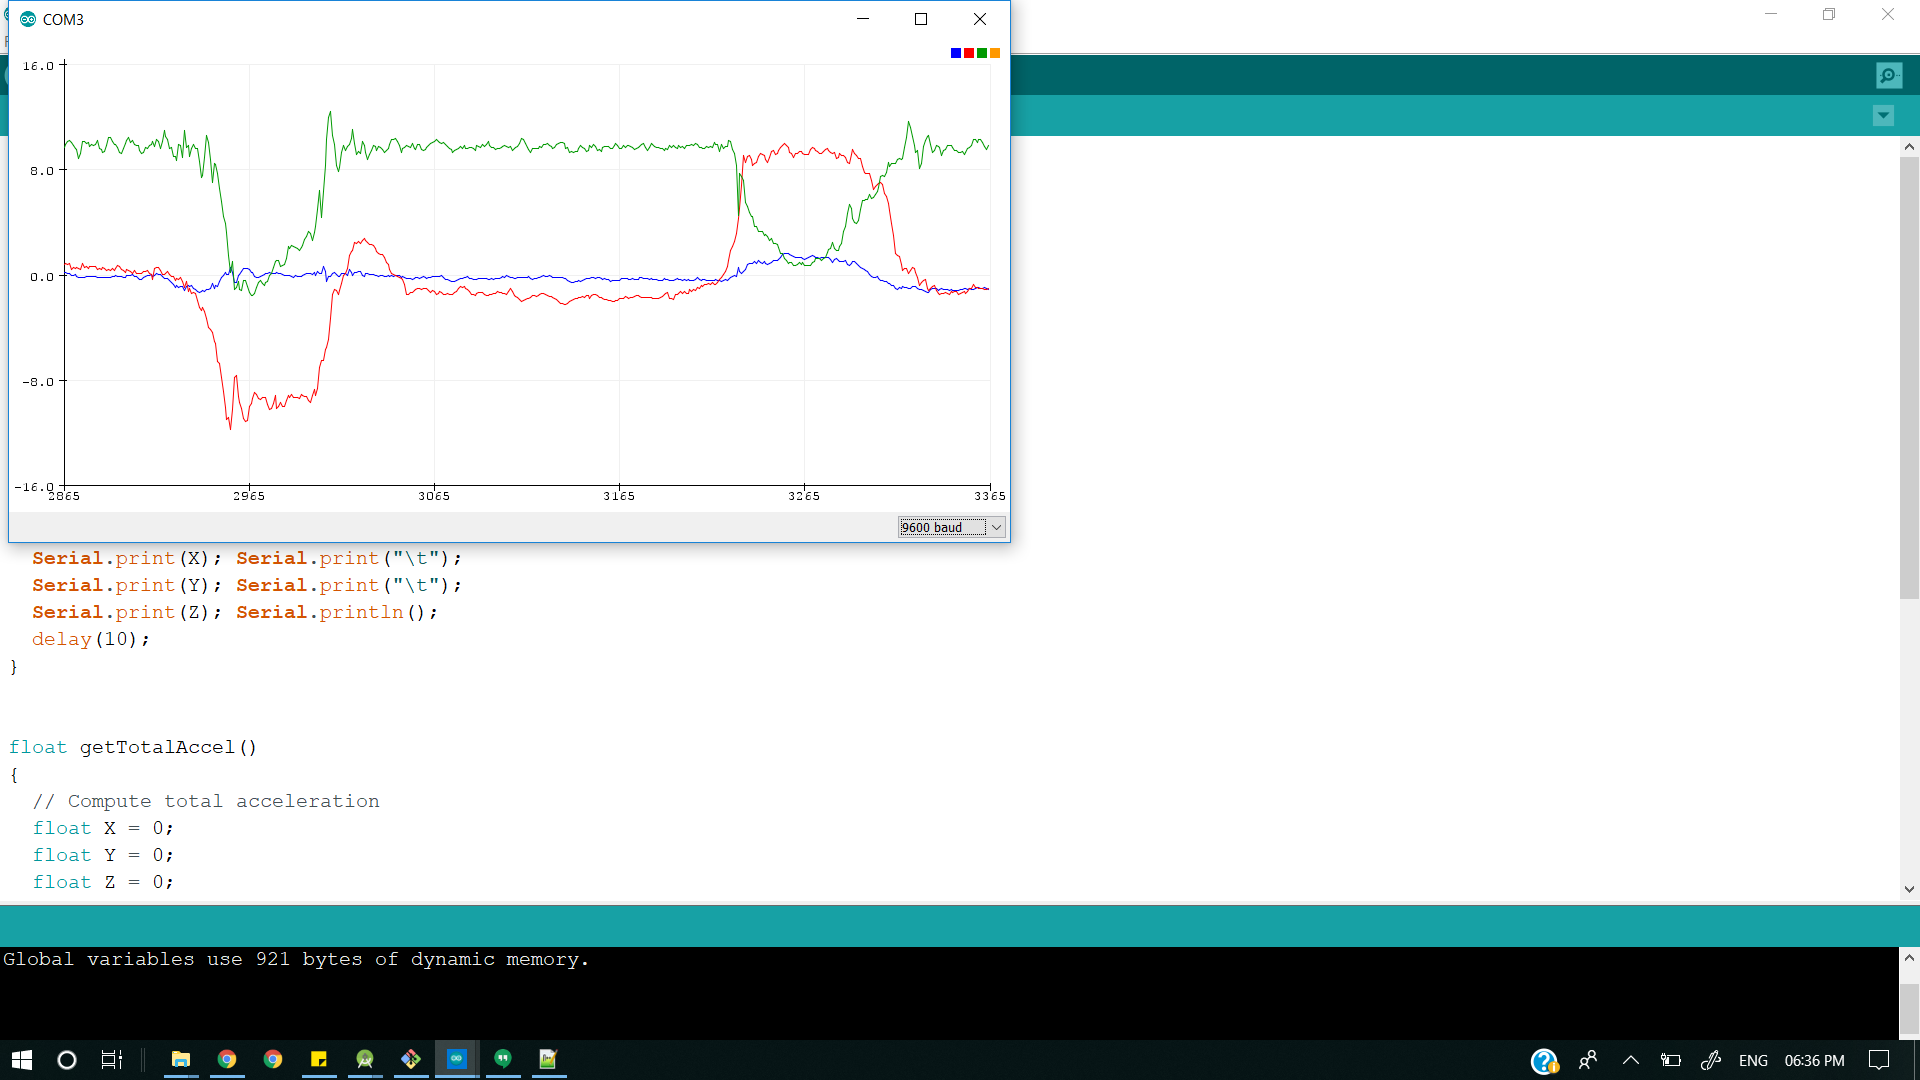 COM3
16.0
8.0
0.0
-8.0
-16.0
2865 2965 3065 3165 3265 3365
9600 baud
Serial.print(X); Serial.print("\t");
Serial.print(Y); Serial.print("\t");
Serial.print(Z); Serial.println();
delay(10);
}
float getTotalAccel()
{
// Compute total acceleration
float X = 0;
float Y = 0;
float Z = 0;
Global variables use 921 bytes of dynamic memory.
ENG 06:36 PM